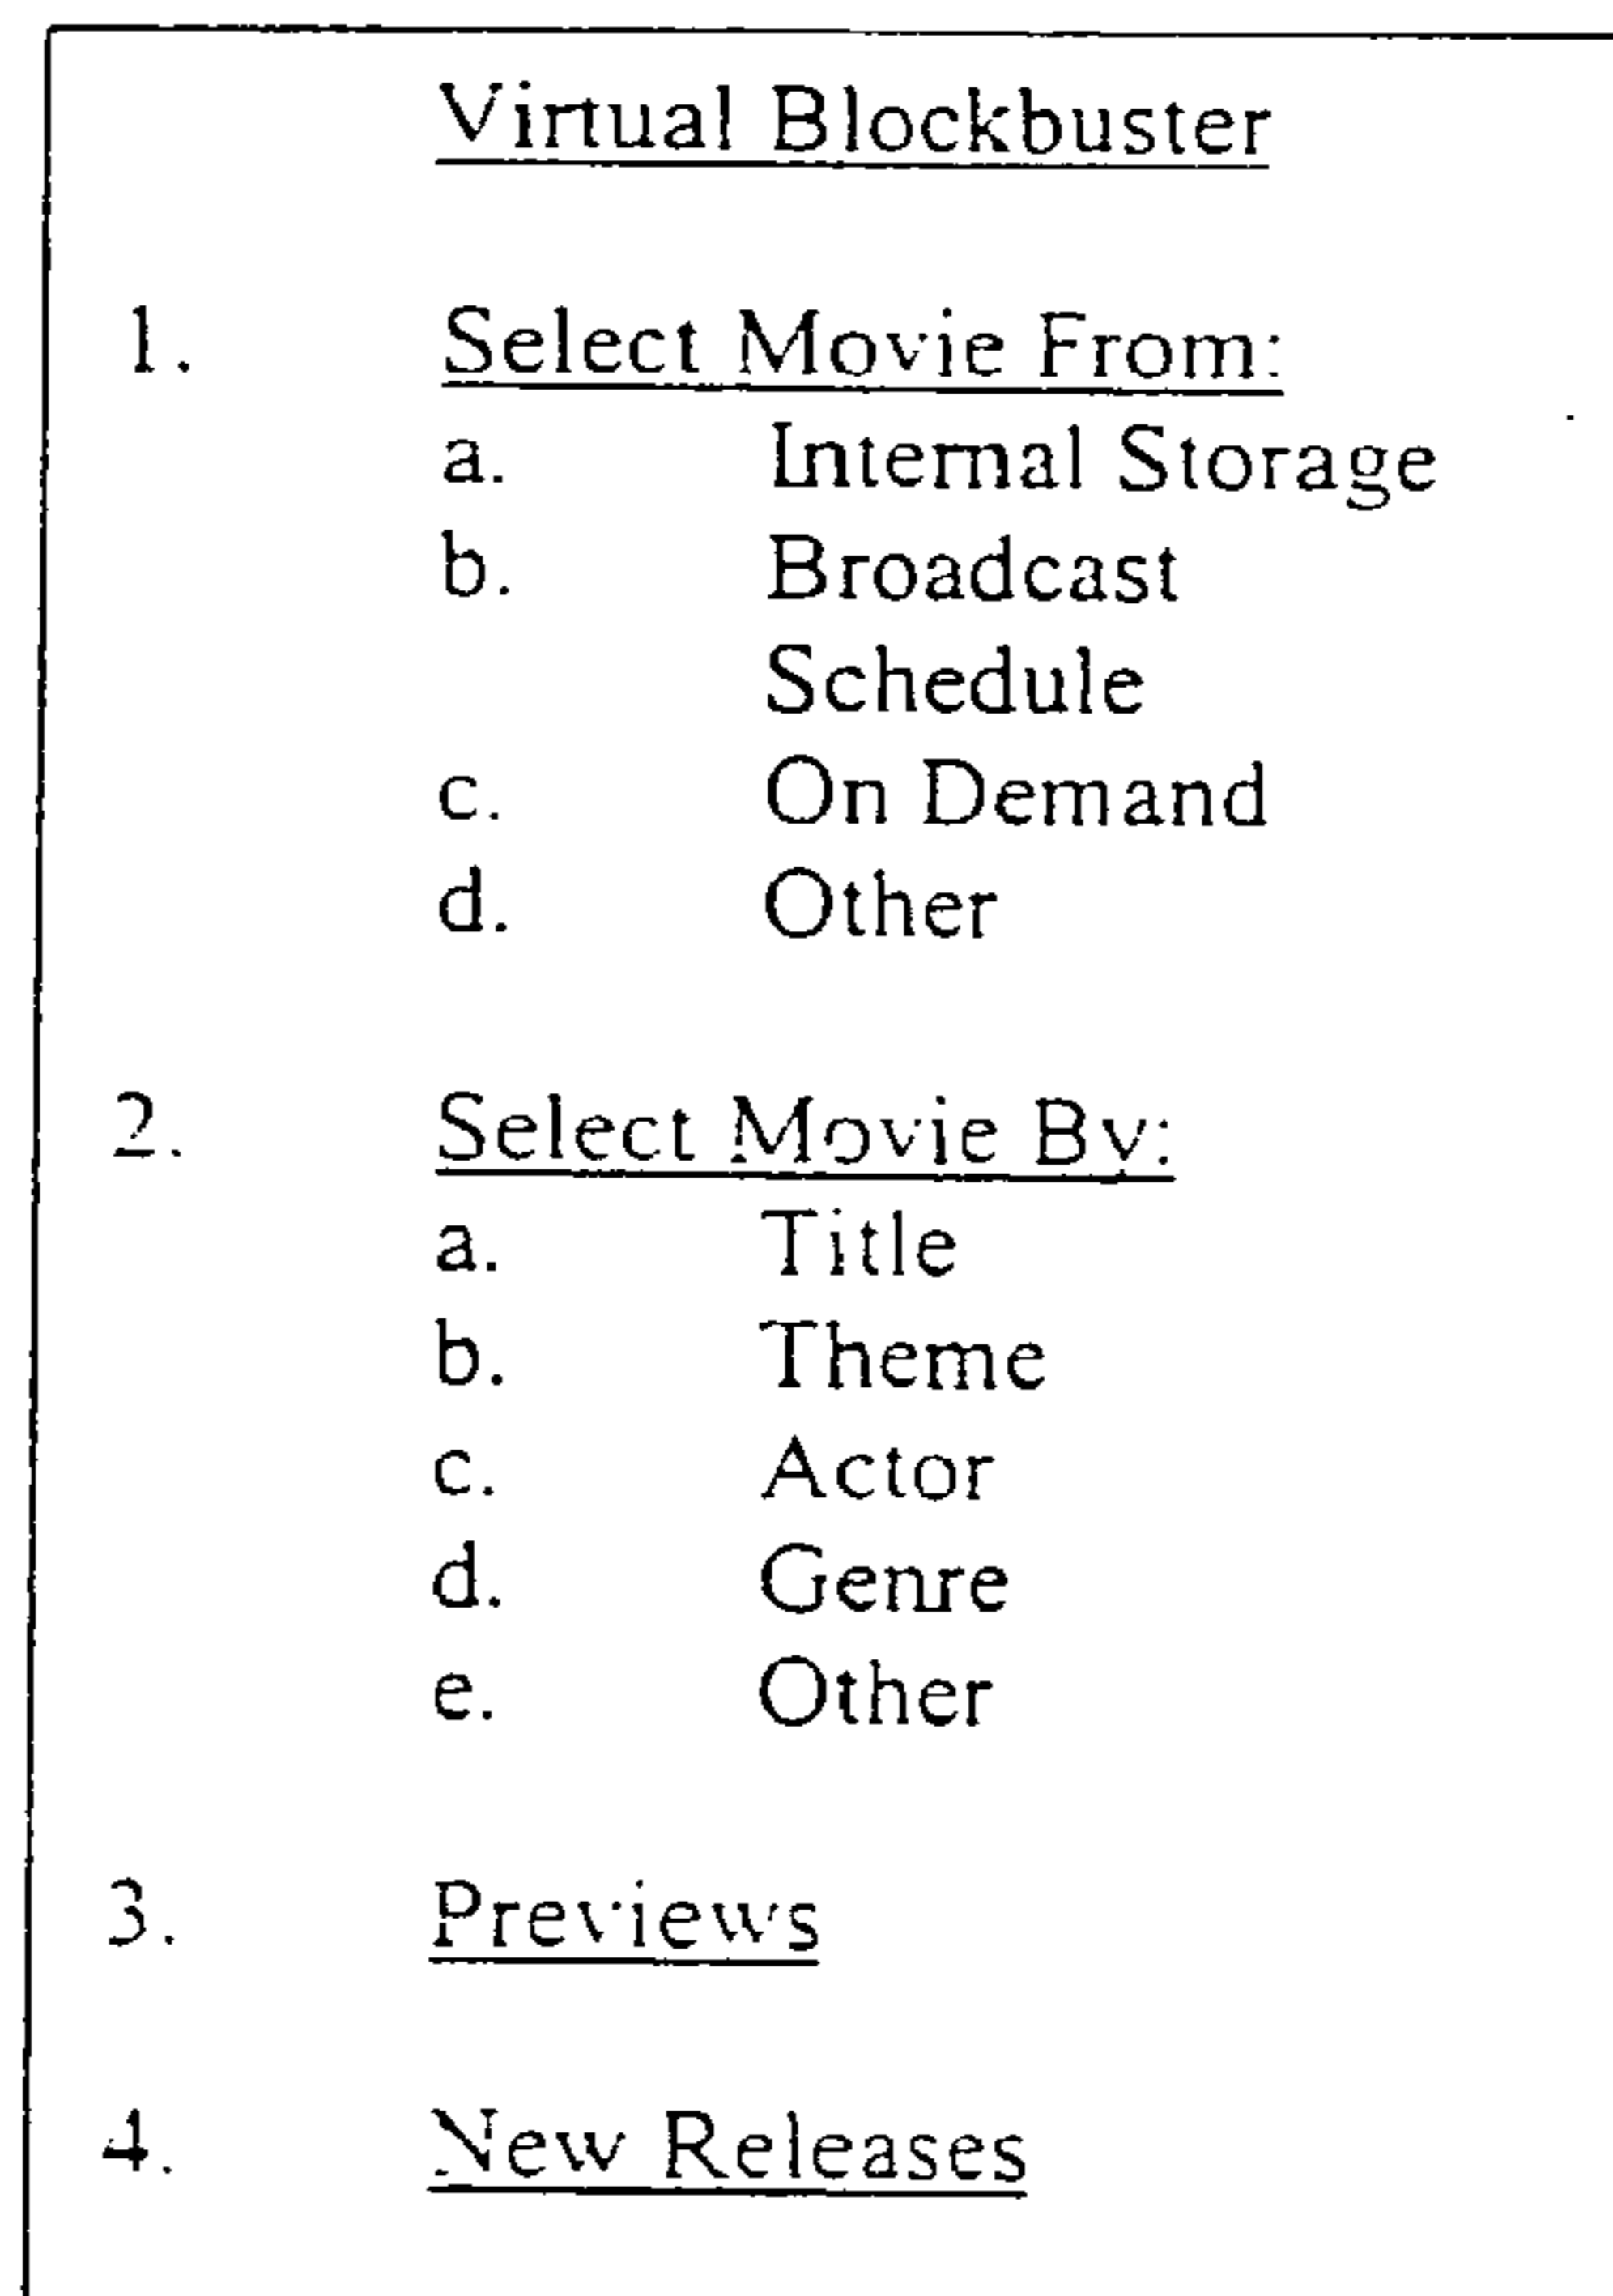 Virtual Blockbuster
1. Select Movie From:
a. Internal Storage
b. Broadcast
Schedule
c. On Demand
d. Other
2. Select Movie By:
a. Title
b. Theme
c. Actor
d. Genre
e. Other
3. Previews
4. New Releases